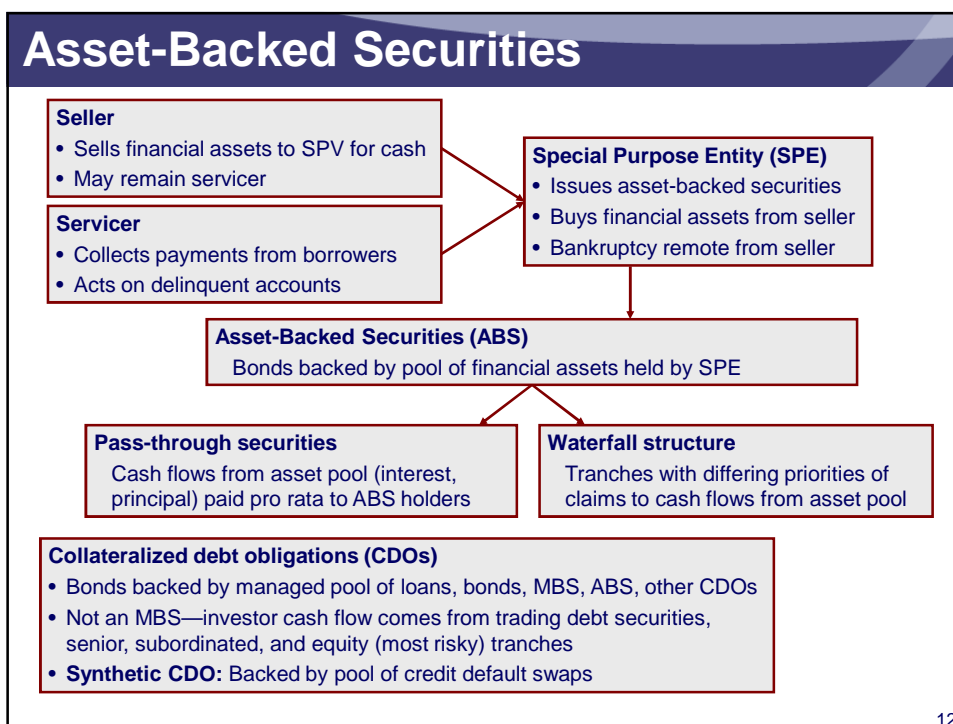 Asset-Backed Securities
Seller
• Sells financial assets to SPV for cash
• May remain servicer
Servicer
• Collects payments from borrowers
• Acts on delinquent accounts
Special Purpose Entity (SPE)
• Issues asset-backed securities
• Buys financial assets from seller
• Bankruptcy remote from seller
Asset-Backed Securities (ABS)
Bonds backed by pool of financial assets held by SPE
Pass-through securities
Cash flows from asset pool (interest,
principal) paid pro rata to ABS holders
Waterfall structure
Tranches with differing priorities of
claims to cash flows from asset pool
Collateralized debt obligations (CDOs)
• Bonds backed by managed pool of loans, bonds, MBS, ABS, other CDOs
• Not an MBS—investor cash flow comes from trading debt securities,
senior, subordinated, and equity (most risky) tranches
• Synthetic CDO: Backed by pool of credit default swaps
12